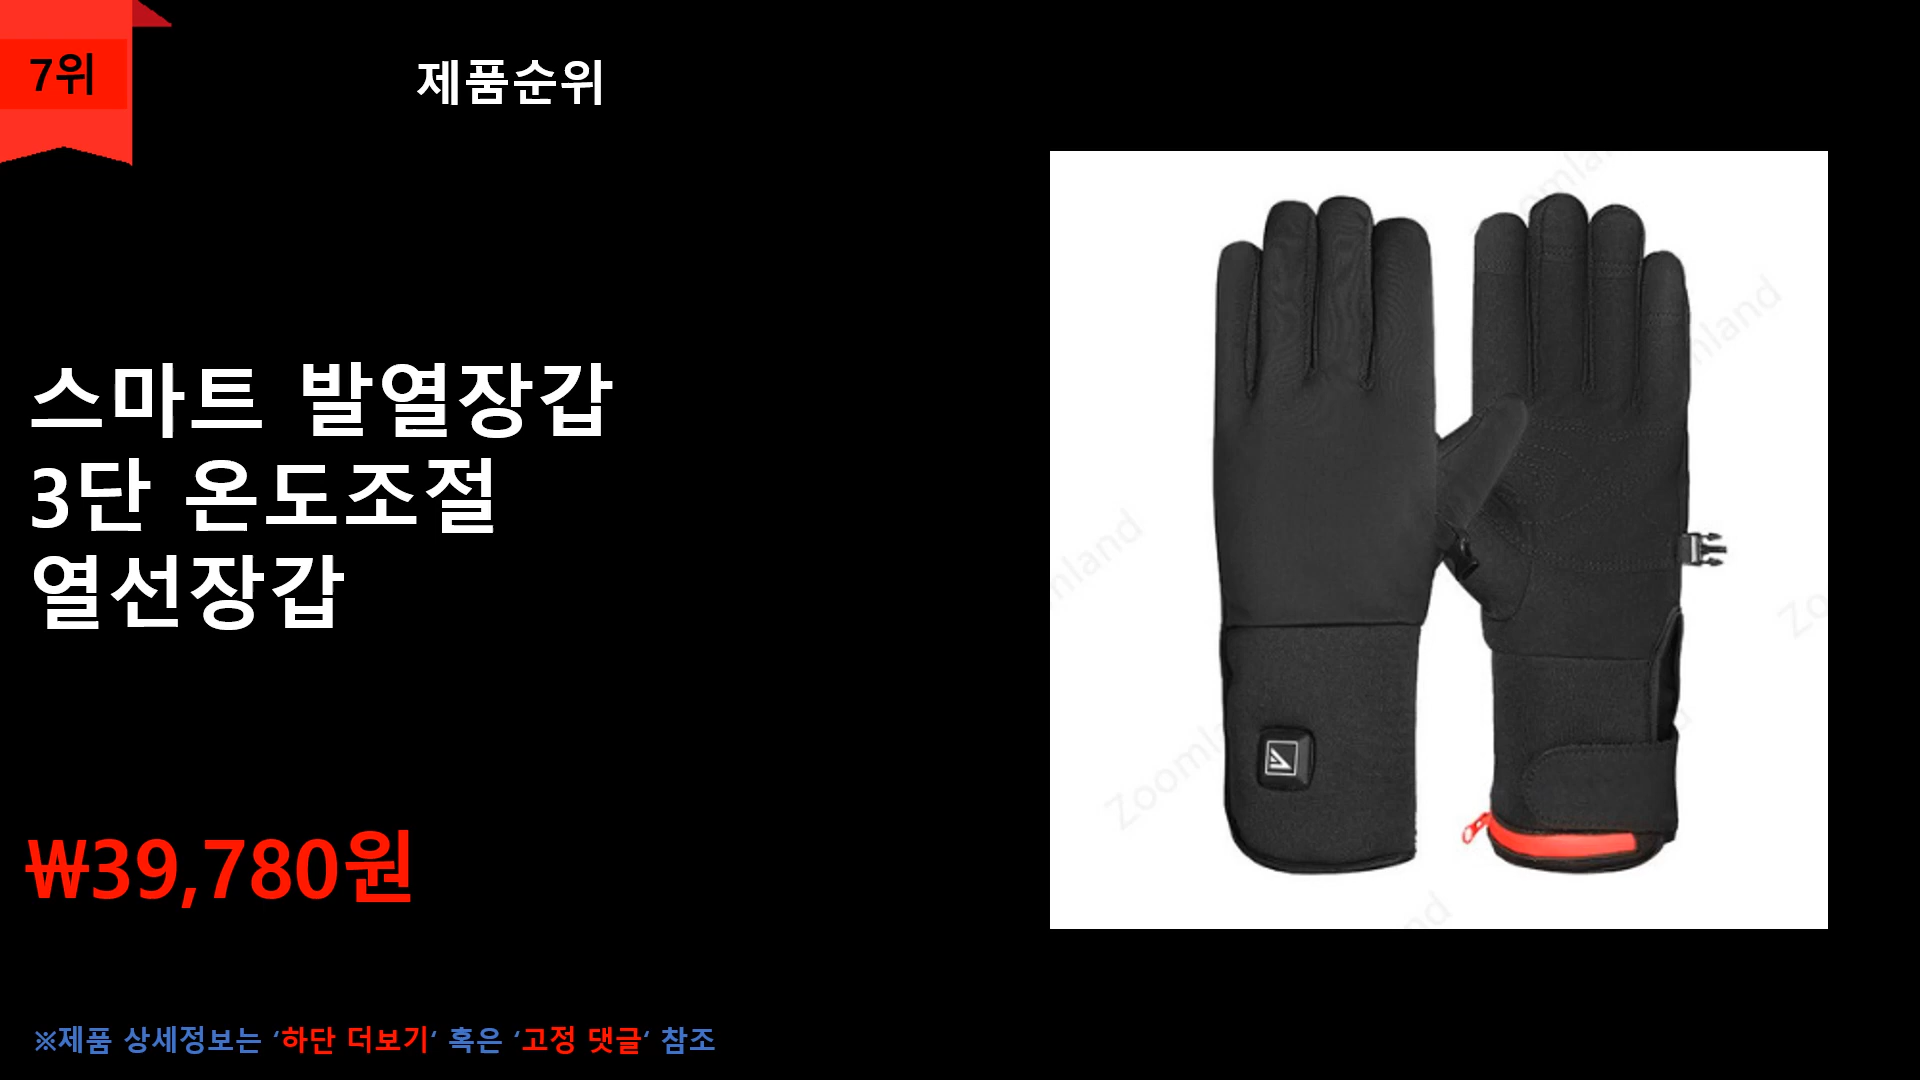 7위
제품순위
스마트 발열장갑
3단 온도조절
열선장갑
₩39,780원
※제품 상세정보는 ‘하단 더보기‘ 혹은 ‘고정 댓글‘ 참조
Zoomland